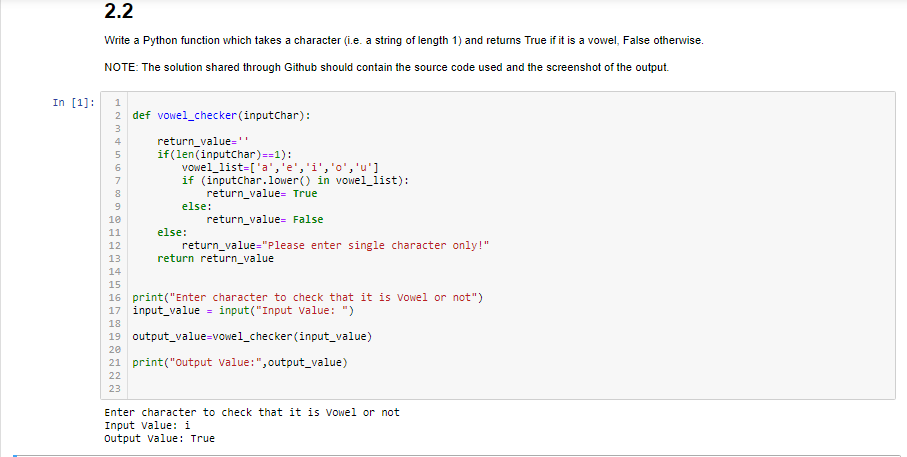 2.2
Write a Python function which takes a character (i.e. a string of length 1) and returns True if it is a vowel, False otherwise.
NOTE: The solution shared through Github should contain the source code used and the screenshot of the output.
In [1]:
1
2 def vowel_checker(inputChar):
3
4     return_value=''
5     if(len(inputChar)==1):
6         vowel_list=['a','e','i','o','u']
7         if (inputChar.lower() in vowel_list):
8             return_value= True
9         else:
10             return_value= False
11     else:
12         return_value="Please enter single character only!"
13     return return_value
14
15
16 print("Enter character to check that it is Vowel or not")
17 input_value = input("Input Value: ")
18
19 output_value=vowel_checker(input_value)
20
21 print("Output Value:",output_value)
22
23
Enter character to check that it is Vowel or not
Input Value: i
Output Value: True